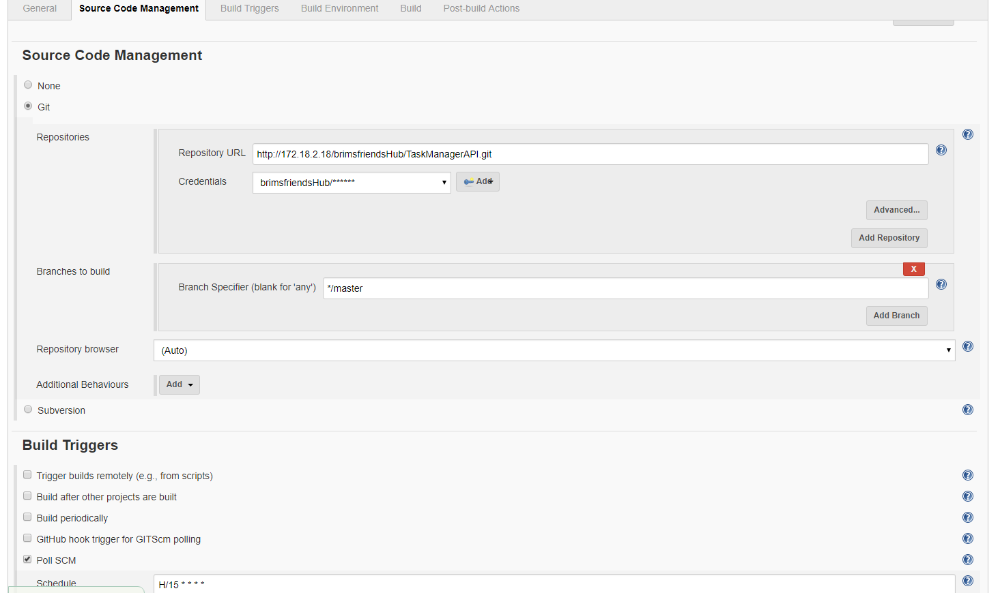 General Source Code Management Build Triggers Build Environment Build Post-build Actions
Source Code Management
None
Git
Repositories
Repository URL http://172.18.2.18/brimsfriendsHub/TaskManagerAPI.git
Credentials brimsfriendsHub/****** Add
Advanced...
Add Repository
Branches to build
X
Branch Specifier (blank for 'any') */master
Add Branch
Repository browser (Auto)
Additional Behaviours Add
Subversion
Build Triggers
Trigger builds remotely (e.g., from scripts)
Build after other projects are built
Build periodically
GitHub hook trigger for GITScm polling
Poll SCM
Schedule H/15 * * * *